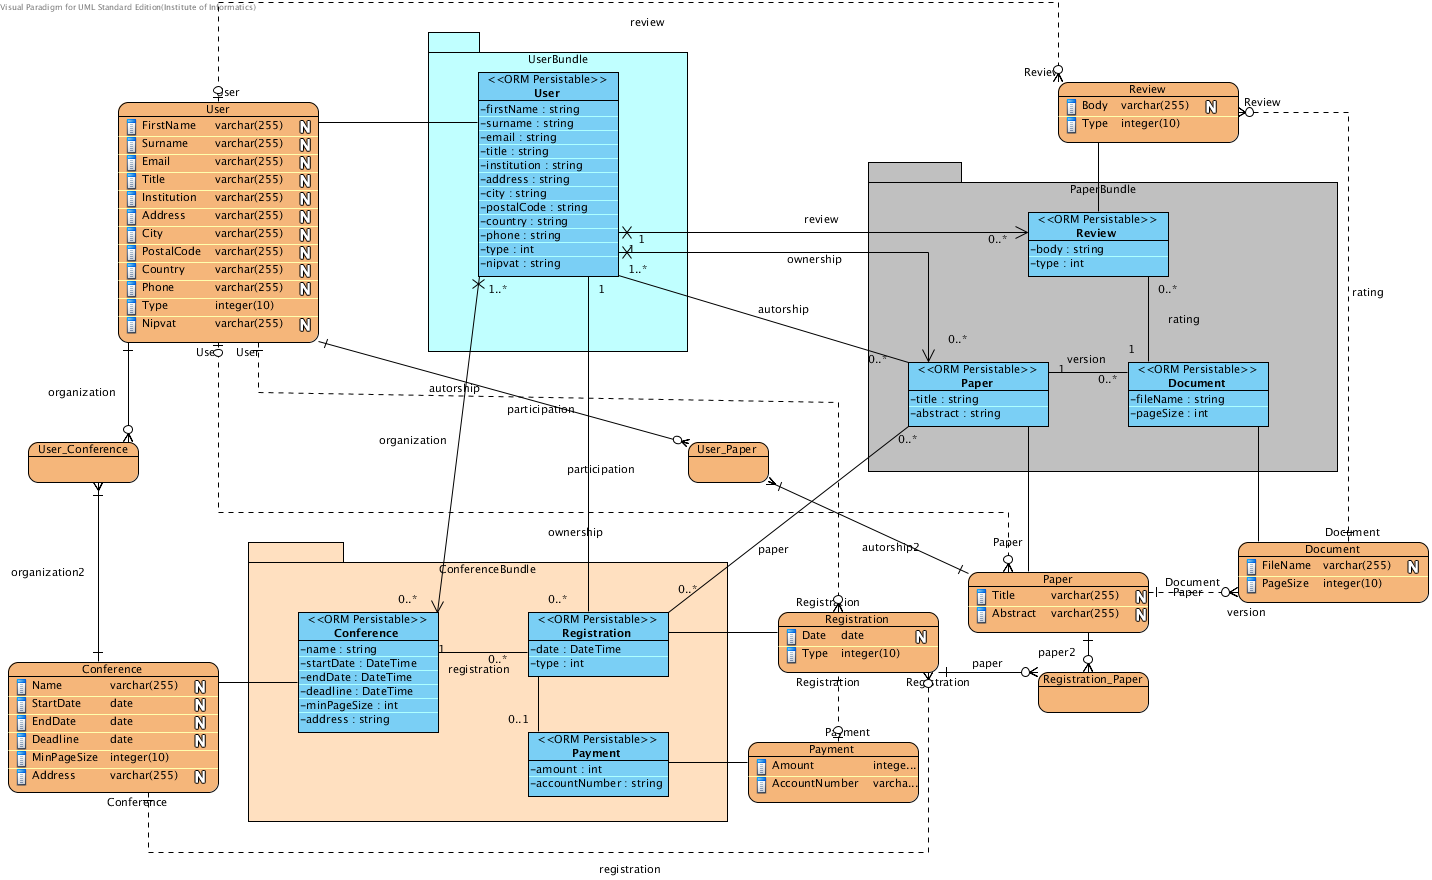 Visual Paradigm for UML Standard Edition(Institute of Informatics)
review
UserBundle
<<ORM Persistable>>
User
-firstName : string
-surname : string
-email : string
-title : string
-institution : string
-address : string
-city : string
-postalCode : string
-country : string
-phone : string
-type : int
-nipvat : string
User
User
FirstName varchar(255) N
Surname varchar(255) N
Email varchar(255) N
Title varchar(255) N
Institution varchar(255) N
Address varchar(255) N
City varchar(255) N
PostalCode varchar(255) N
Country varchar(255) N
Phone varchar(255) N
Type integer(10)
Nipvat varchar(255) N
User
User
Review
Review
Body varchar(255) N
Type integer(10)
Review
PaperBundle
<<ORM Persistable>>
Review
-body : string
-type : int
review
1
0..*
1
1..*
ownership
1..*
1
autorship
0..*
0..*
0..*
rating
1
rating
<<ORM Persistable>>
Paper
-title : string
-abstract : string
version
1
0..*
<<ORM Persistable>>
Document
-fileName : string
-pageSize : int
0..*
organization
autorship
participation
organization
participation
User_Conference
User_Paper
ownership
paper
autorship2
Paper
Document
organization2
ConferenceBundle
0..*
0..*
0..*
<<ORM Persistable>>
Conference
-name : string
-startDate : DateTime
-endDate : DateTime
-deadline : DateTime
-minPageSize : int
-address : string
1
0..*
registration
<<ORM Persistable>>
Registration
-date : DateTime
-type : int
0..1
<<ORM Persistable>>
Payment
-amount : int
-accountNumber : string
Registration
Registration
Date date N
Type integer(10)
Registration
Registration
paper
Paper
Title varchar(255) N
Abstract varchar(255) N
Document
Paper
version
Document
FileName varchar(255) N
PageSize integer(10)
paper2
Registration_Paper
Payment
Payment
Amount intege...
AccountNumber varcha...
Conference
Name varchar(255) N
StartDate date N
EndDate date N
Deadline date N
MinPageSize integer(10)
Address varchar(255) N
Conference
registration